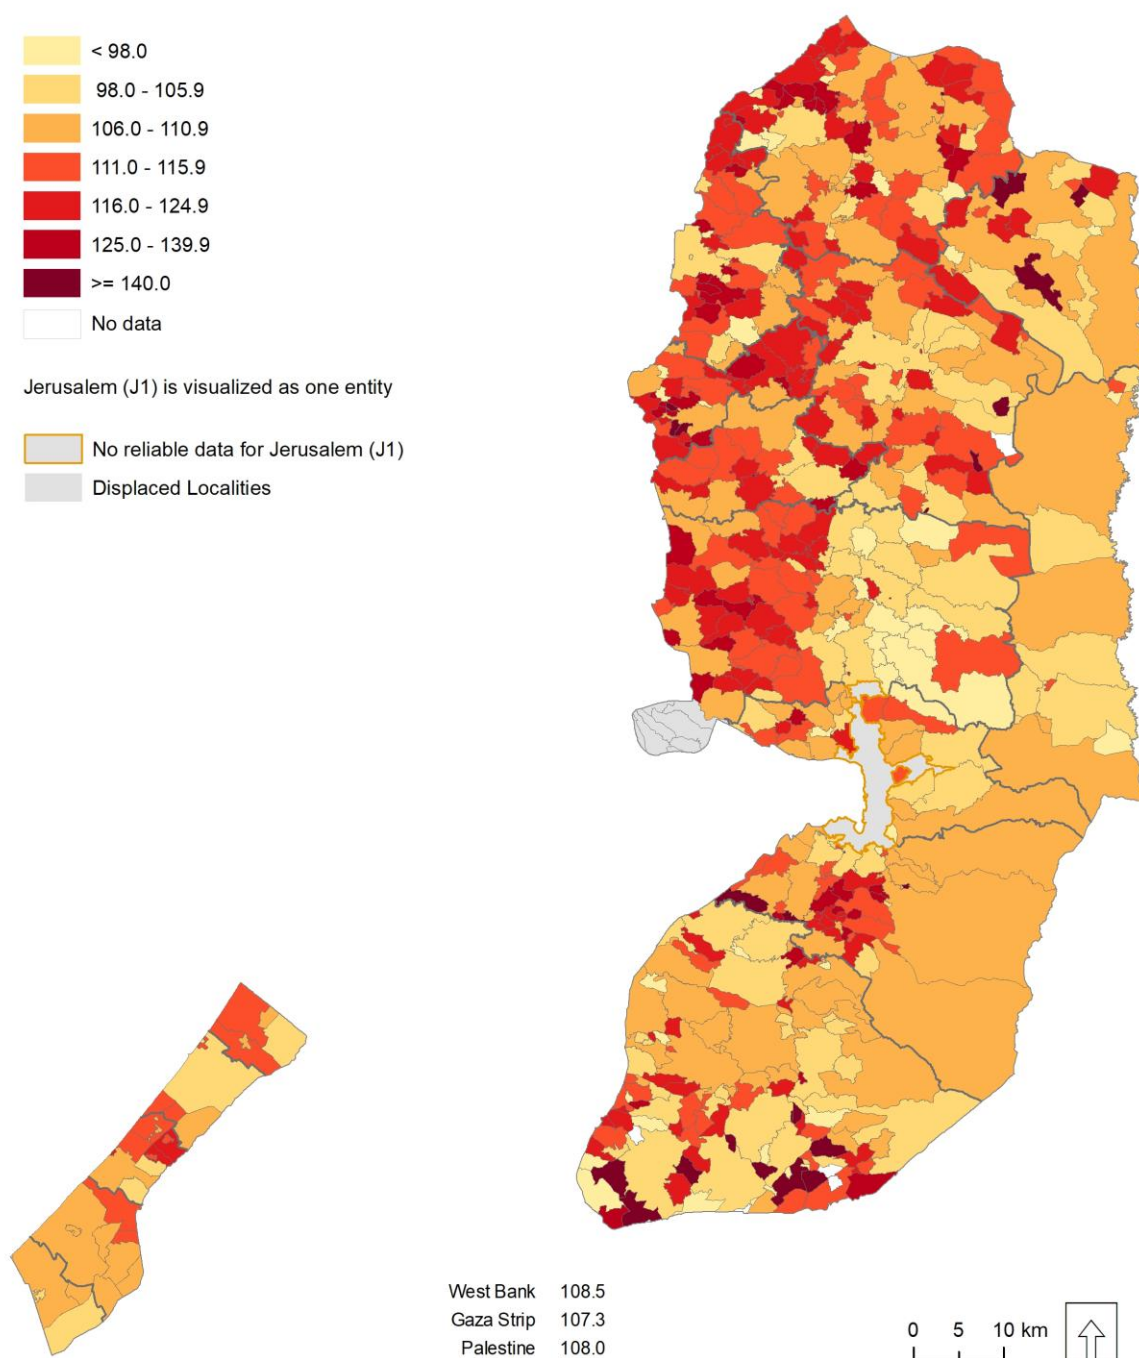 < 98.0
98.0 - 105.9
106.0 - 110.9
111.0 - 115.9
116.0 - 124.9
125.0 - 139.9
>= 140.0
No data
Jerusalem (J1) is visualized as one entity
No reliable data for Jerusalem (J1)
Displaced Localities
West Bank 108.5
Gaza Strip 107.3
Palestine 108.0
0 5 10 km